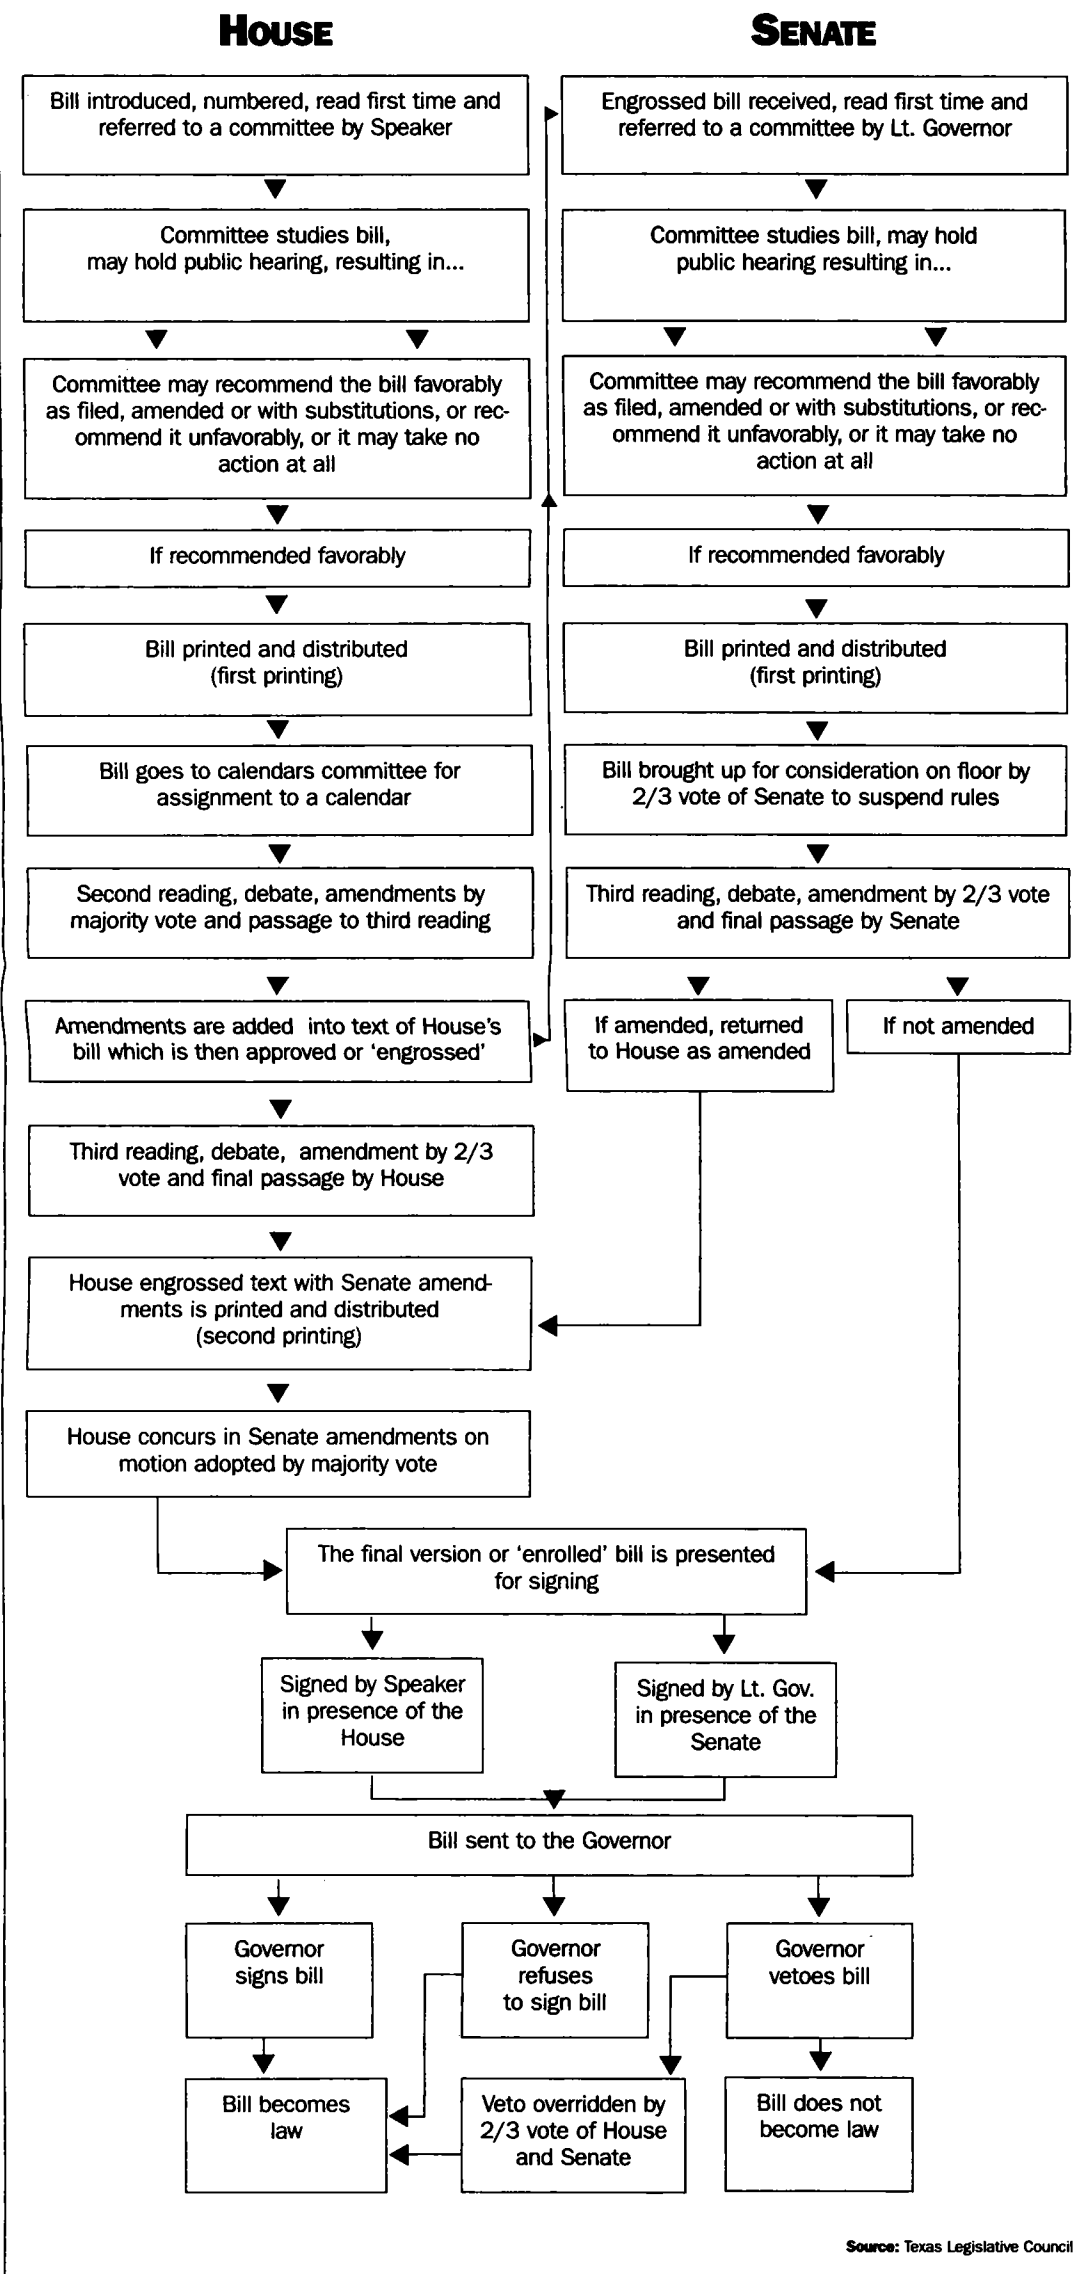 HOUSE
Bill introduced, numbered, read first time and
referred to a committee by Speaker
Committee studies bill,
may hold public hearing, resulting in...
Committee may recommend the bill favorably
as filed, amended or with substitutions, or rec-
ommend it unfavorably, or it may take no
action at all
If recommended favorably
Bill printed and distributed
(first printing)
Bill goes to calendars committee for
assignment to a calendar
Second reading, debate, amendments by
majority vote and passage to third reading
Amendments are added into text of House's
bill which is then approved or 'engrossed'
Third reading, debate, amendment by 2/3
vote and final passage by House
House engrossed text with Senate amend-
ments is printed and distributed
(second printing)
House concurs in Senate amendments on
motion adopted by majority vote
SENATE
Engrossed bill received, read first time and
referred to a committee by Lt. Governor
Committee studies bill, may hold
public hearing resulting in...
Committee may recommend the bill favorably
as filed, amended or with substitutions, or rec-
ommend it unfavorably, or it may take no
action at all
If recommended favorably
Bill printed and distributed
(first printing)
Bill brought up for consideration on floor by
2/3 vote of Senate to suspend rules
Third reading, debate, amendment by 2/3 vote
and final passage by Senate
If amended, returned
to House as amended
If not amended
The final version or 'enrolled' bill is presented
for signing
Signed by Speaker
in presence of the
House
Signed by Lt. Gov.
in presence of the
Senate
Bill sent to the Governor
Governor
signs bill
Governor
refuses
to sign bill
Governor
vetoes bill
Bill becomes
law
Veto overridden by
2/3 vote of House
and Senate
Bill does not
become law
Source: Texas Legislative Council